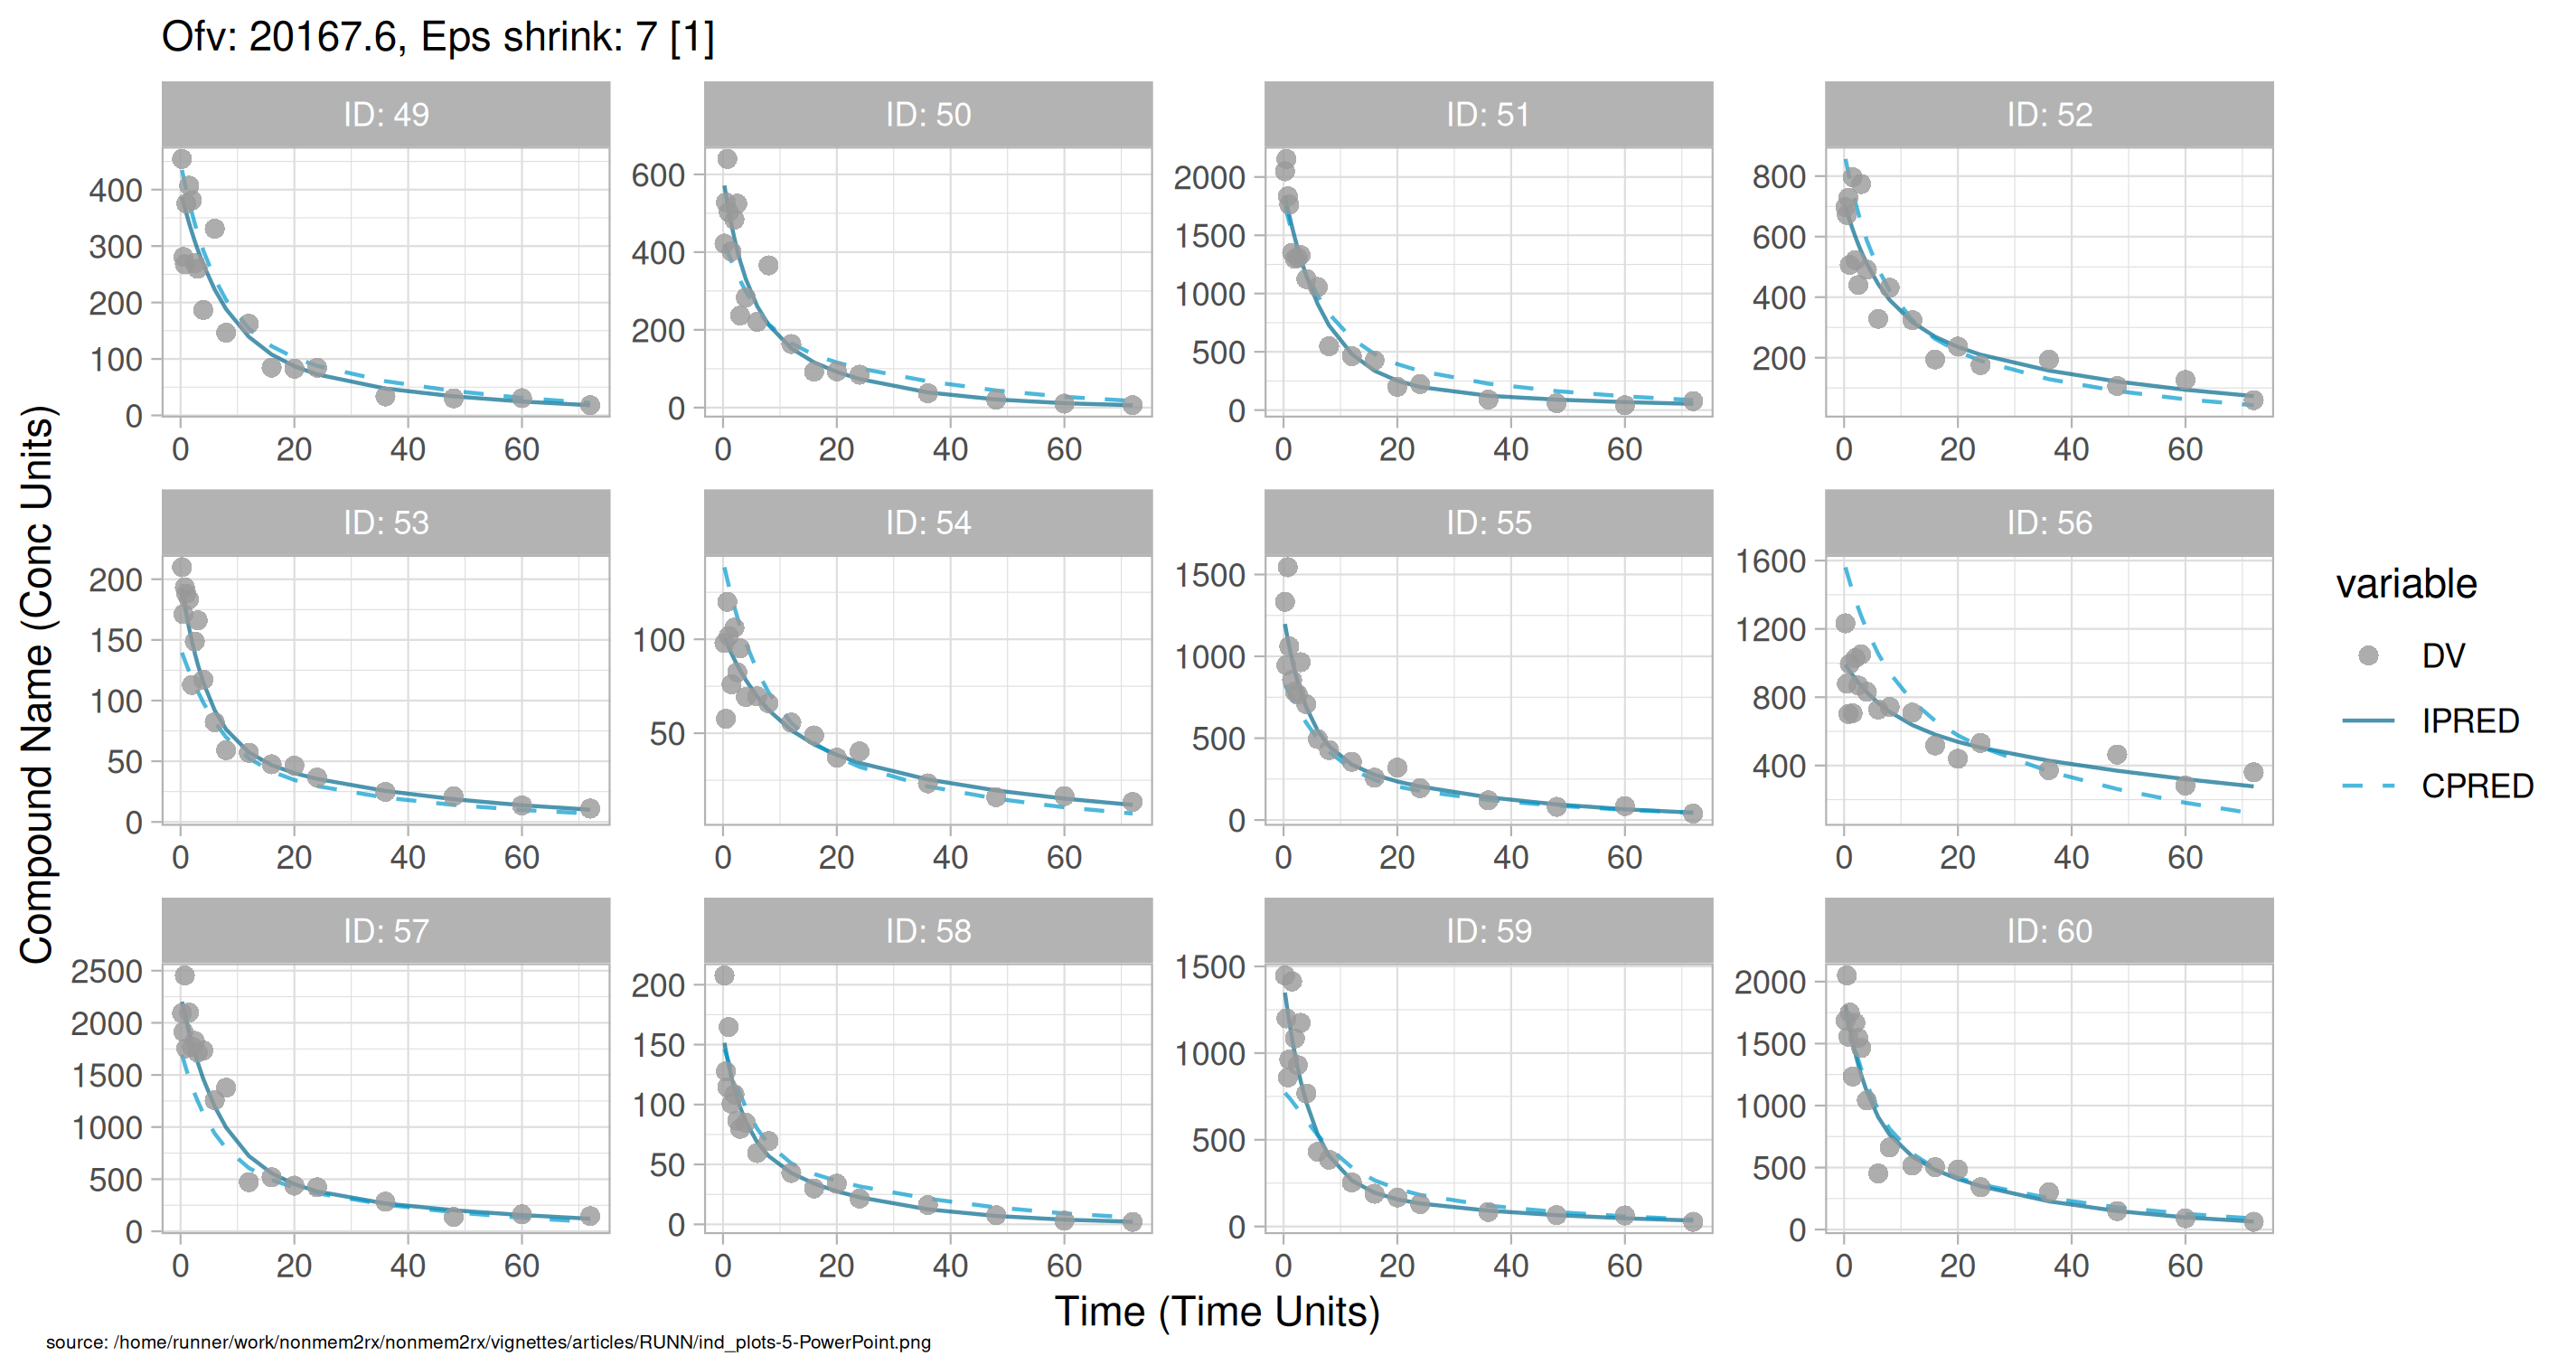 Ofv: 20167.6, Eps shrink: 7 [1]
Compound Name (Conc Units)
ID: 49
400
300
200
100
0
0 20 40 60
ID: 50
600
400
200
0
0 20 40 60
ID: 51
2000
1500
1000
500
0
0 20 40 60
ID: 52
800
600
400
200
0 20 40 60
ID: 53
200
150
100
50
0
0 20 40 60
ID: 54
100
50
0 20 40 60
ID: 55
1500
1000
500
0
0 20 40 60
ID: 56
1600
1200
800
400
0 20 40 60
ID: 57
2500
2000
1500
1000
500
0
0 20 40 60
ID: 58
200
150
100
50
0
0 20 40 60
ID: 59
1500
1000
500
0
0 20 40 60
ID: 60
2000
1500
1000
500
0
0 20 40 60
variable
DV
IPRED
CPRED
Time (Time Units)
source: /home/runner/work/nonmem2rx/nonmem2rx/vignettes/articles/RUNN/ind_plots-5-PowerPoint.png